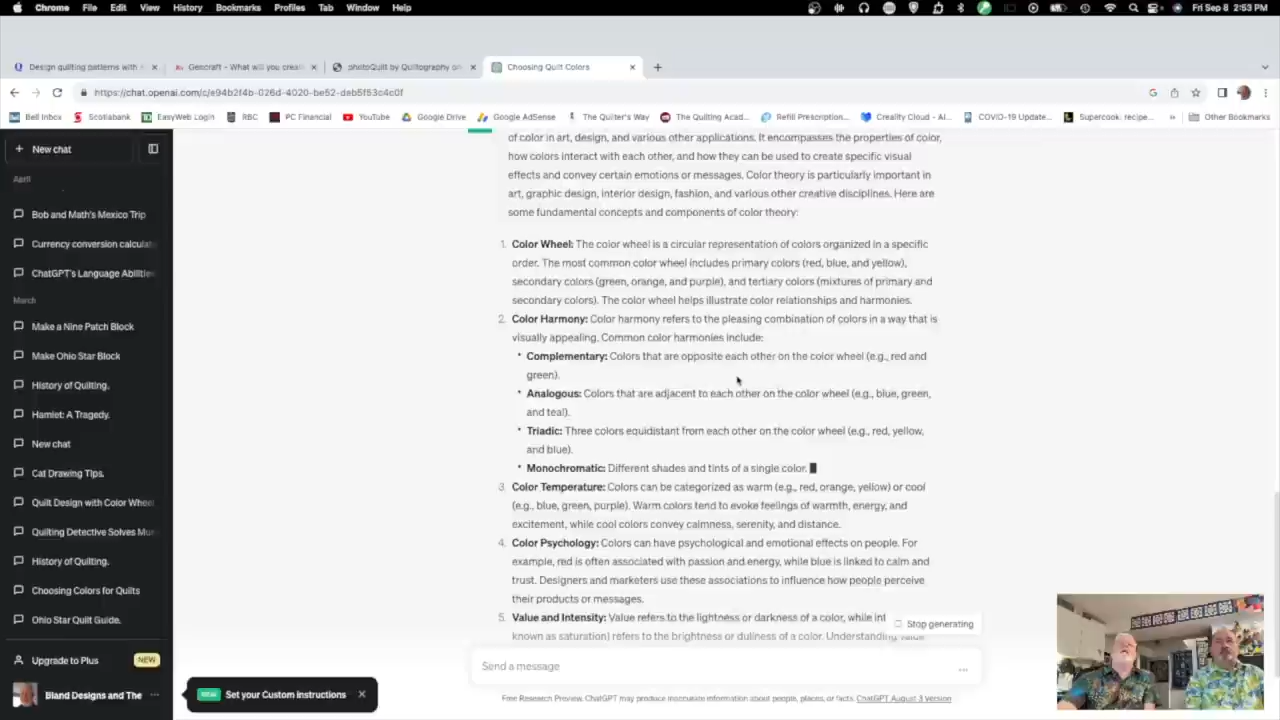 Chrome File Edit View History Bookmarks Profiles Tab Window Help Fri Sep 8 2:53 PM
Design quilting patterns with Gencraft - What will you creat photoQuilt by Quiltography on Choosing Quilt Colors
https://chat.openai.com/c/e94b2f4b-026d-4020-be52-deb5f53c4c0f
Bell Inbox Scotiabank EasyWeb Login RBC PC Financial YouTube Google Drive Google AdSense The Quilter's Way The Quilting Acad... Refill Prescription... Creality Cloud - Al... COVID-19 Update... Supercook: recipe... » Other Bookmarks
+ New chat
April
Bob and Math's Mexico Trip
Currency conversion calculat
ChatGPT's Language Abilities
March
Make a Nine Patch Block
Make Ohio Star Block
History of Quilting.
Hamlet: A Tragedy.
New chat
Cat Drawing Tips.
Quilt Design with Color Wheel
Quilting Detective Solves Mur
History of Quilting.
Choosing Colors for Quilts
Ohio Star Quilt Guide.
Upgrade to Plus NEW
Bland Designs and The ...
NEW Set your Custom instructions
of color in art, design, and various other applications. It encompasses the properties of color,
how colors interact with each other, and how they can be used to create specific visual
effects and convey certain emotions or messages. Color theory is particularly important in
art, graphic design, interior design, fashion, and various other creative disciplines. Here are
some fundamental concepts and components of color theory:
1. Color Wheel: The color wheel is a circular representation of colors organized in a specific
order. The most common color wheel includes primary colors (red, blue, and yellow),
secondary colors (green, orange, and purple), and tertiary colors (mixtures of primary and
secondary colors). The color wheel helps illustrate color relationships and harmonies.
2. Color Harmony: Color harmony refers to the pleasing combination of colors in a way that is
visually appealing. Common color harmonies include:
• Complementary: Colors that are opposite each other on the color wheel (e.g., red and
green).
• Analogous: Colors that are adjacent to each other on the color wheel (e.g., blue, green,
and teal).
• Triadic: Three colors equidistant from each other on the color wheel (e.g., red, yellow,
and blue).
• Monochromatic: Different shades and tints of a single color.
3. Color Temperature: Colors can be categorized as warm (e.g., red, orange, yellow) or cool
(e.g., blue, green, purple). Warm colors tend to evoke feelings of warmth, energy, and
excitement, while cool colors convey calmness, serenity, and distance.
4. Color Psychology: Colors can have psychological and emotional effects on people. For
example, red is often associated with passion and energy, while blue is linked to calm and
trust. Designers and marketers use these associations to influence how people perceive
their products or messages.
5. Value and Intensity: Value refers to the lightness or darkness of a color, while int
known as saturation) refers to the brightness or dullness of a color. Understanding value
Stop generating
Send a message ...
Free Research Preview. ChatGPT may produce inaccurate information about people, places, or facts. ChatGPT August 3 Version